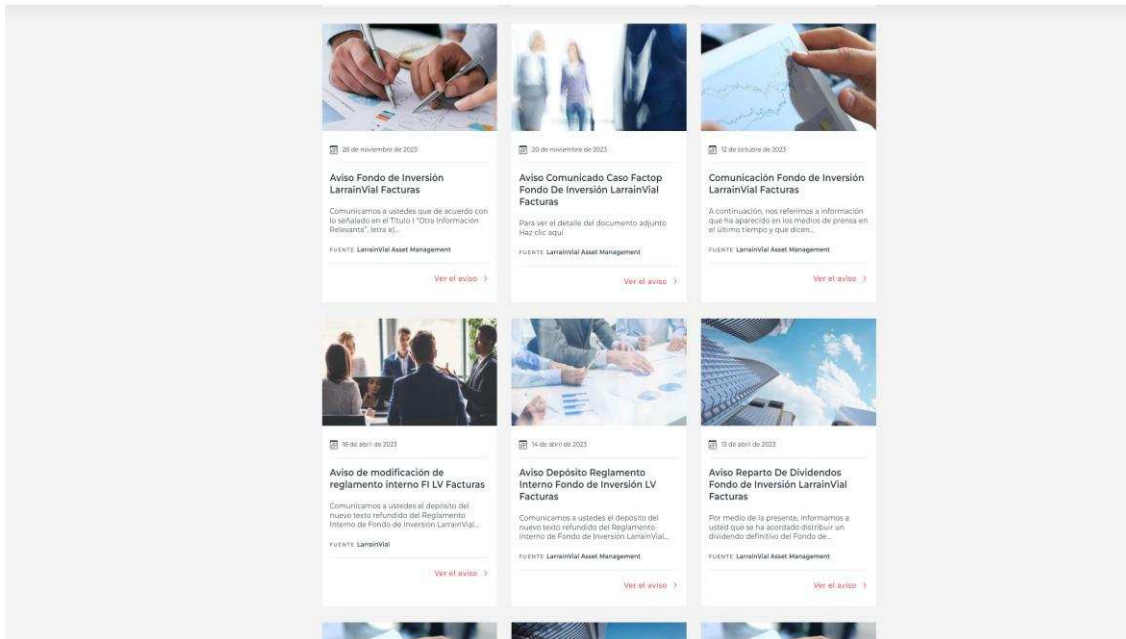 28 de noviembre de 2023
Aviso Fondo de Inversión
LarrainVial Facturas
Comunicamos a ustedes que de acuerdo con
lo señalado en el Título I "Otra Información
Relevante", letra e)...
FUENTE LarrainVial Asset Management
Ver el aviso >
20 de noviembre de 2023
Aviso Comunicado Caso Factop
Fondo De Inversión LarrainVial
Facturas
Para ver el detalle del documento adjunto
Haz clic aquí
FUENTE LarrainVial Asset Management
Ver el aviso >
12 de octubre de 2023
Comunicación Fondo de Inversión
LarrainVial Facturas
A continuación, nos referimos a información
que ha aparecido en los medios de prensa en
el último tiempo y que dicen...
FUENTE LarrainVial Asset Management
Ver el aviso >
18 de abril de 2023
Aviso de modificación de
reglamento interno FI LV Facturas
Comunicamos a ustedes el depósito del
nuevo texto refundido del Reglamento
Interno de Fondo de Inversión LarrainVial...
FUENTE LarrainVial
Ver el aviso >
14 de abril de 2023
Aviso Depósito Reglamento
Interno Fondo de Inversión LV
Facturas
Comunicamos a ustedes el depósito del
nuevo texto refundido del Reglamento
interno de Fondo de Inversión LarrainVial...
FUENTE LarrainVial Asset Management
Ver el aviso >
13 de abril de 2023
Aviso Reparto De Dividendos
Fondo de Inversión LarrainVial
Facturas
Por medio de la presente, informamos a
usted que se ha acordado distribuir un
dividendo definitivo del Fondo de...
FUENTE LarrainVial Asset Management
Ver el aviso >